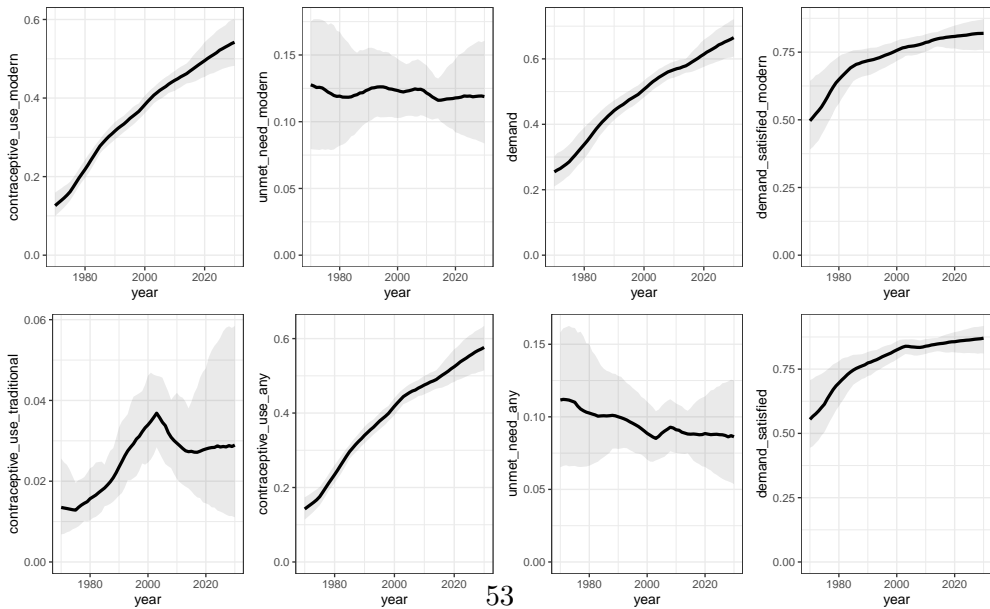 contraceptive_use_modern
0.6
0.4
0.2
0.0
1980 2000 2020
year
unmet_need_modern
0.15
0.10
0.05
0.00
1980 2000 2020
year
demand
0.6
0.4
0.2
0.0
1980 2000 2020
year
demand_satisfied_modern
0.75
0.50
0.25
0.00
1980 2000 2020
year
contraceptive_use_traditional
0.06
0.04
0.02
0.00
1980 2000 2020
year
contraceptive_use_any
0.6
0.4
0.2
0.0
1980 2000 2020
year
unmet_need_any
0.15
0.10
0.05
0.00
1980 2000 2020
year
demand_satisfied
0.75
0.50
0.25
0.00
1980 2000 2020
year
53